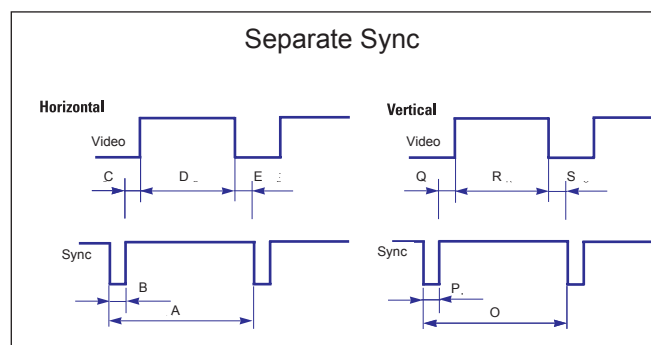 Separate Sync
Horizontal
Vertical
Video
Video
C D E
Q R S
Sync
Sync
B
P
A
O